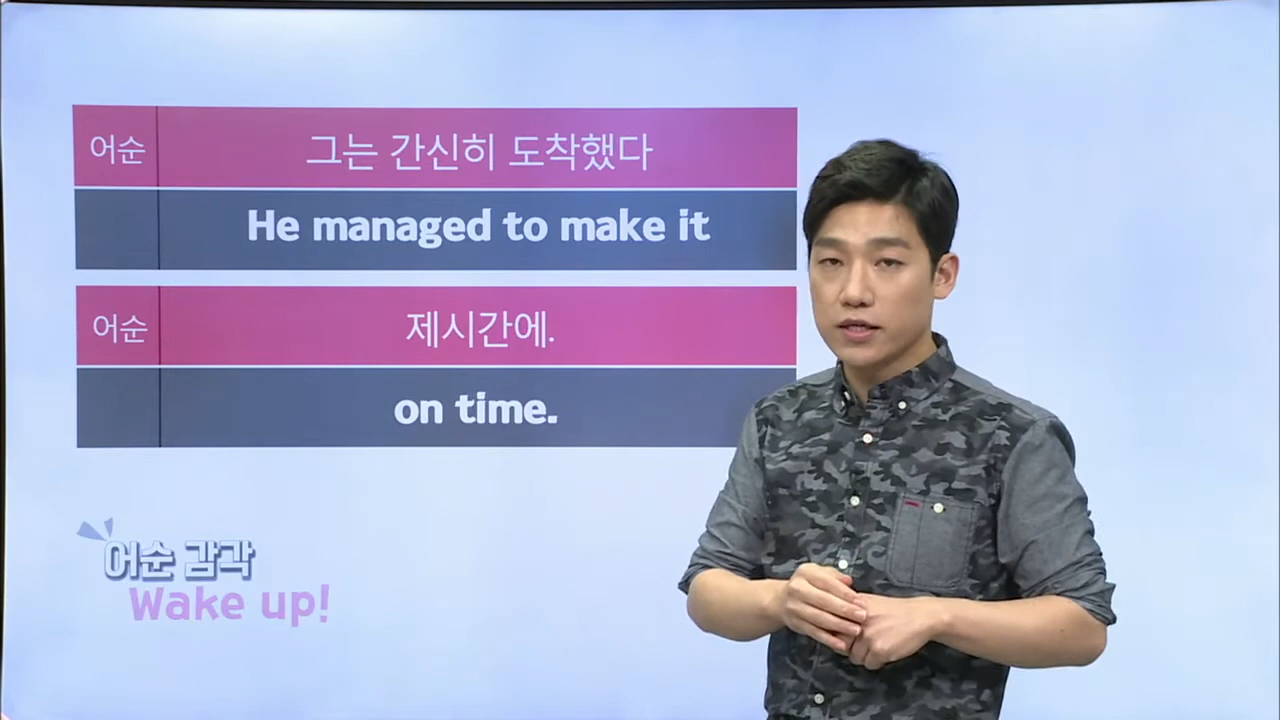 어순 그는 간신히 도착했다
He managed to make it
어순 제시간에.
on time.
어순 감각
Wake up!